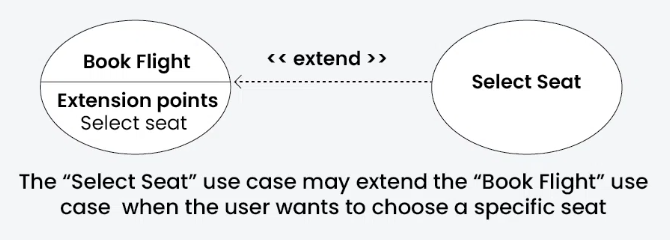 Book Flight
Extension points
Select seat
<< extend >>
Select Seat
The “Select Seat” use case may extend the “Book Flight” use
case when the user wants to choose a specific seat